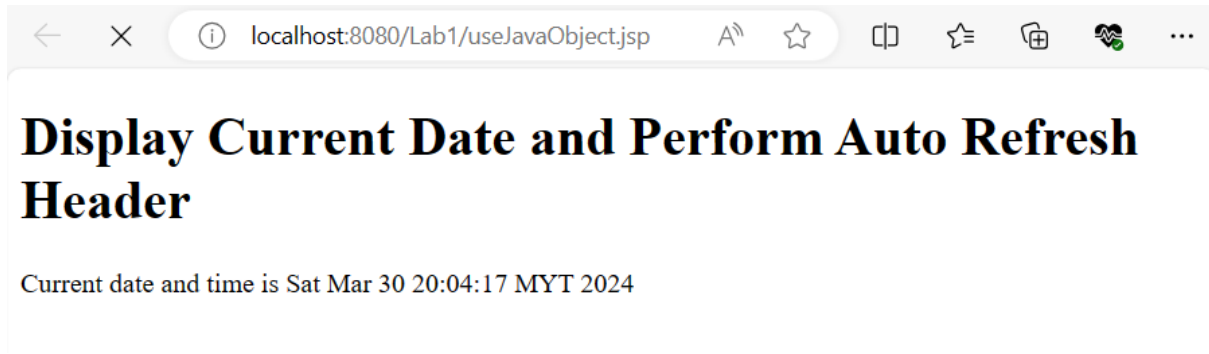 localhost:8080/Lab1/useJavaObject.jsp
Display Current Date and Perform Auto Refresh
Header
Current date and time is Sat Mar 30 20:04:17 MYT 2024